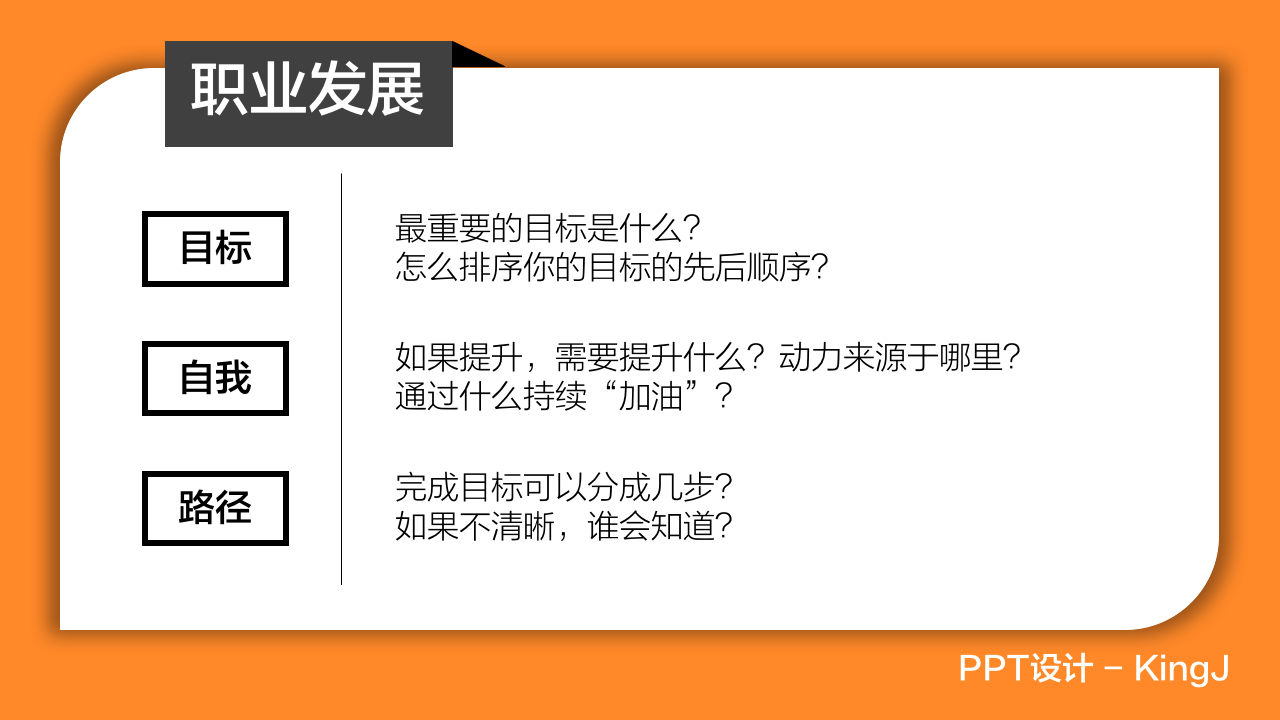 职业发展
目标
最重要的目标是什么？
怎么排序你的目标的先后顺序？
自我
如果提升，需要提升什么？动力来源于哪里？
通过什么持续“加油”？
路径
完成目标可以分成几步？
如果不清晰，谁会知道？
PPT设计 – KingJ